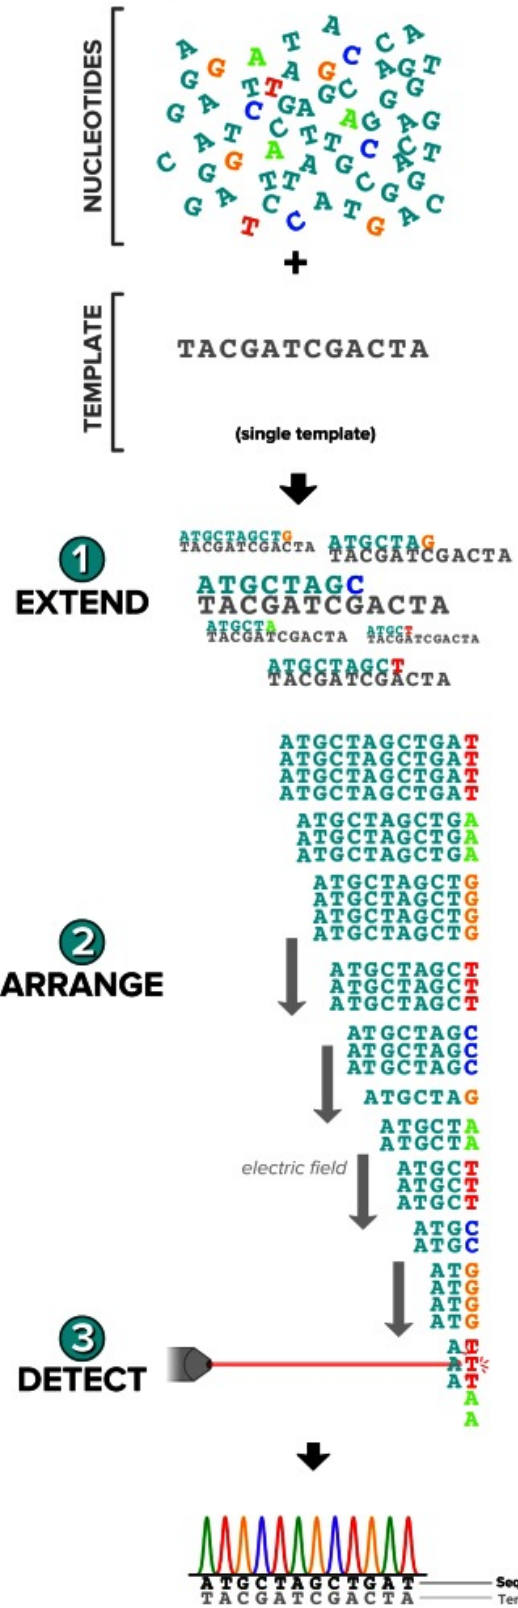 NUCLEOTIDES
A T A C C A
G G A A G C A G T
G A C T T G A G C A G G A G
C G A T G C A T T A T G C C G C A G T
G A T T C C A T G A C G G C
T
+
TEMPLATE
TACGATCGACTA
(single template)
1
EXTEND
ATGCTAGCTG
TACGATCGACTA
ATGCTAG
TACGATCGACTA
ATGCTAGC
TACGATCGACTA
ATGCTA
TACGATCGACTA
ATGCT
TACGATCGACTA
ATGCTAGCT
TACGATCGACTA
2
ARRANGE
ATGCTAGCTGAT
ATGCTAGCTGAT
ATGCTAGCTGAT
ATGCTAGCTGAT
ATGCTAGCTGA
ATGCTAGCTGA
ATGCTAGCTGA
ATGCTAGCTG
ATGCTAGCTG
ATGCTAGCTG
ATGCTAGCTG
ATGCTAGCT
ATGCTAGCT
ATGCTAGCT
ATGCTAGC
ATGCTAGC
ATGCTAGC
ATGCTAG
ATGCTA
ATGCTA
electric field
ATGCT
ATGCT
ATGCT
ATGC
ATGC
ATG
ATG
ATG
ATG
3
DETECT
AT
AT
AT
A
A
ATGCTAGCTGAT
Seq
TACGATCGACTA
Ter